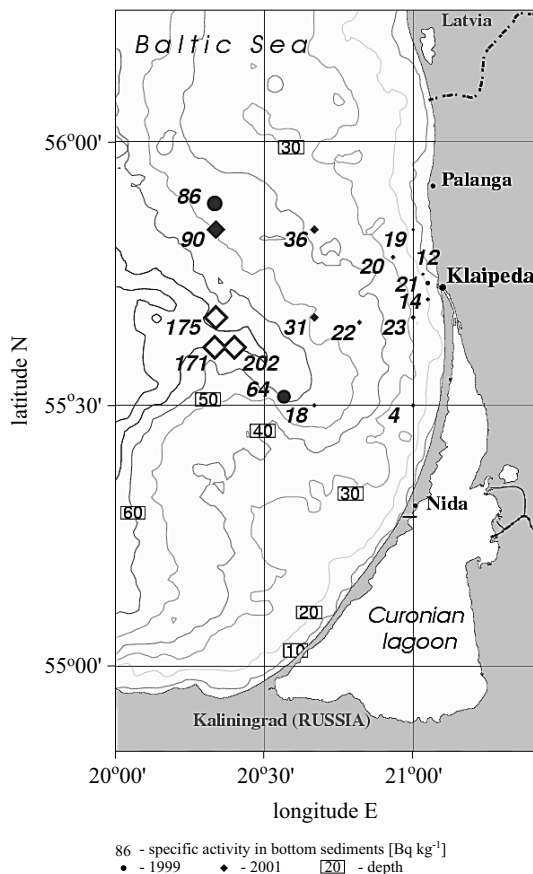 Latvia
Baltic Sea
56°00'
30
Palanga
86
90
36
19
20
12
Klaipeda
21
14
175
31
22
23
171
202
64
18
4
55°30'
50
40
30
60
Nida
20
Curonian
lagoon
10
55°00'
Kaliningrad (RUSSIA)
20°00'
20°30'
21°00'
longitude E
latitude N
86 - specific activity in bottom sediments [Bq kg⁻¹]
- 1999 - 2001 20 - depth